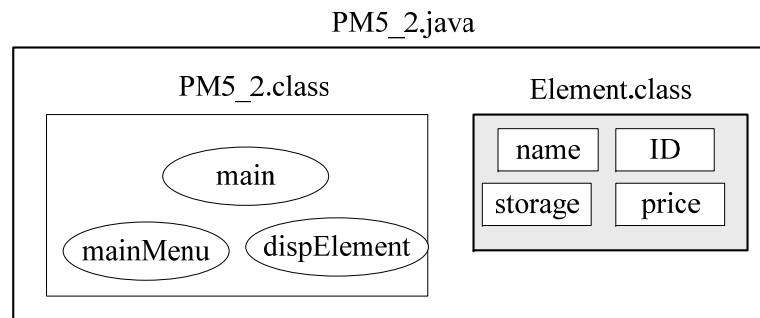 PM5_2.java
PM5_2.class
Element.class
main
mainMenu
dispElement
name
ID
storage
price